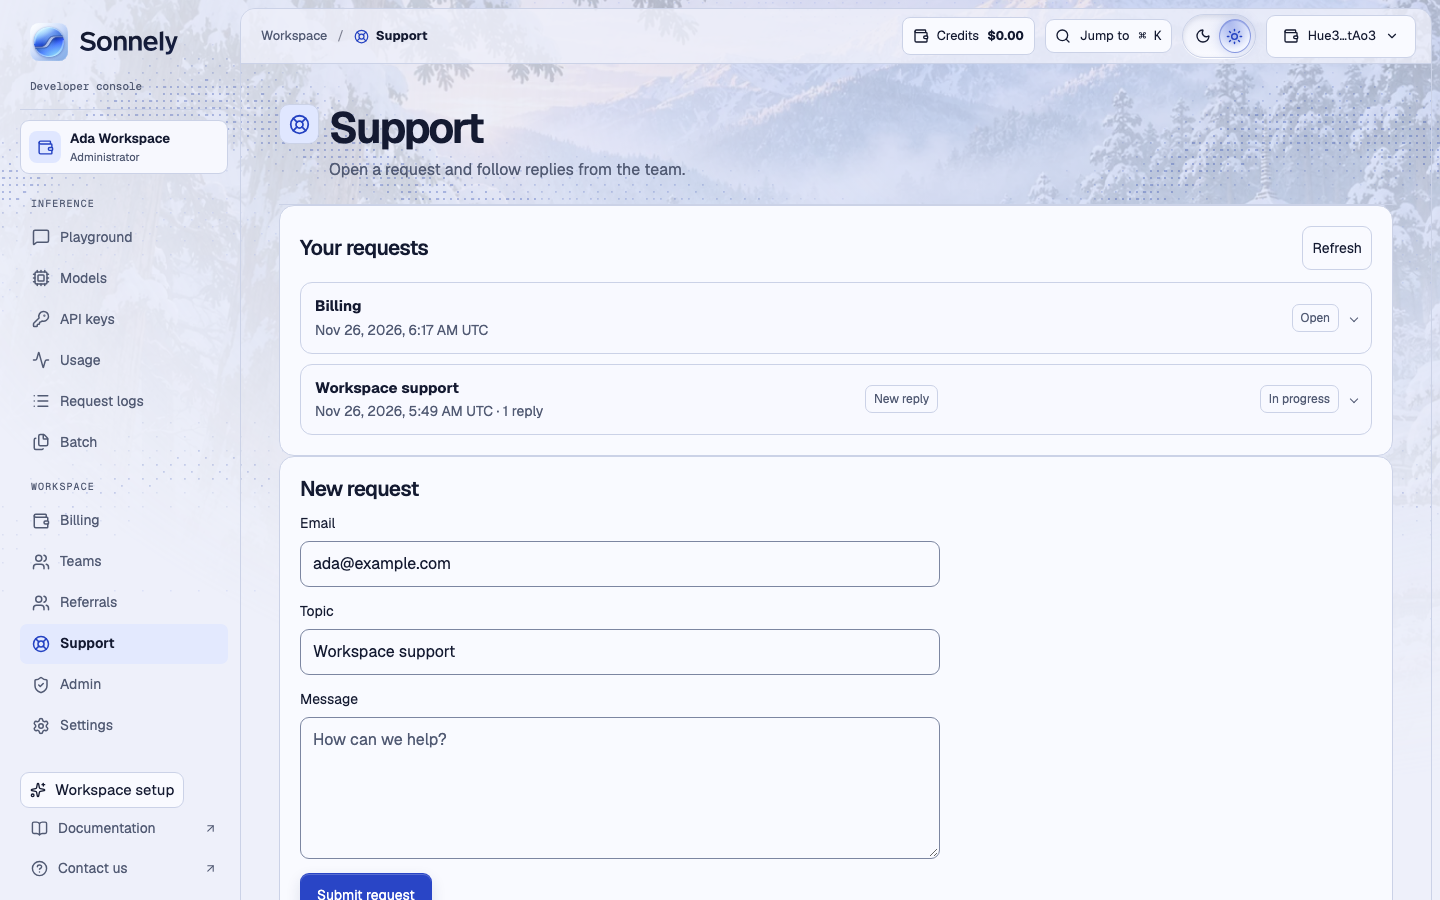 Sonnely
Developer console
Ada Workspace
Administrator
INFERENCE
Playground
Models
API keys
Usage
Request logs
Batch
WORKSPACE
Billing
Teams
Referrals
Support
Admin
Settings
Workspace setup
Documentation
Contact us
Workspace / Support
Credits $0.00
Jump to ⌘ K
Hue3...tAo3
Support
Open a request and follow replies from the team.
Your requests
Refresh
Billing
Nov 26, 2026, 6:17 AM UTC
Open
Workspace support
Nov 26, 2026, 5:49 AM UTC · 1 reply
New reply
In progress
New request
Email
ada@example.com
Topic
Workspace support
Message
How can we help?
Submit request